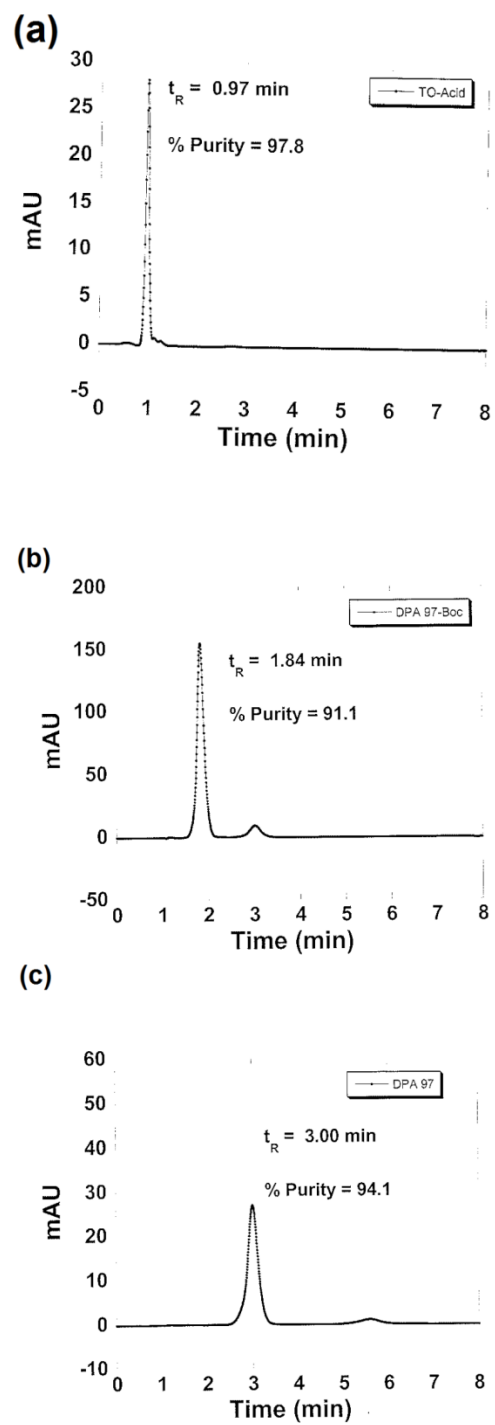 (a)
30
25
20
15
10
5
0
-5
mAU
t_R = 0.97 min
% Purity = 97.8
TO-Acid
0 1 2 3 4 5 6 7 8
Time (min)
(b)
200
150
100
50
0
-50
mAU
t_R = 1.84 min
% Purity = 91.1
DPA 97-Boc
0 1 2 3 4 5 6 7 8
Time (min)
(c)
60
50
40
30
20
10
0
-10
mAU
t_R = 3.00 min
% Purity = 94.1
DPA 97
0 1 2 3 4 5 6 7 8
Time (min)